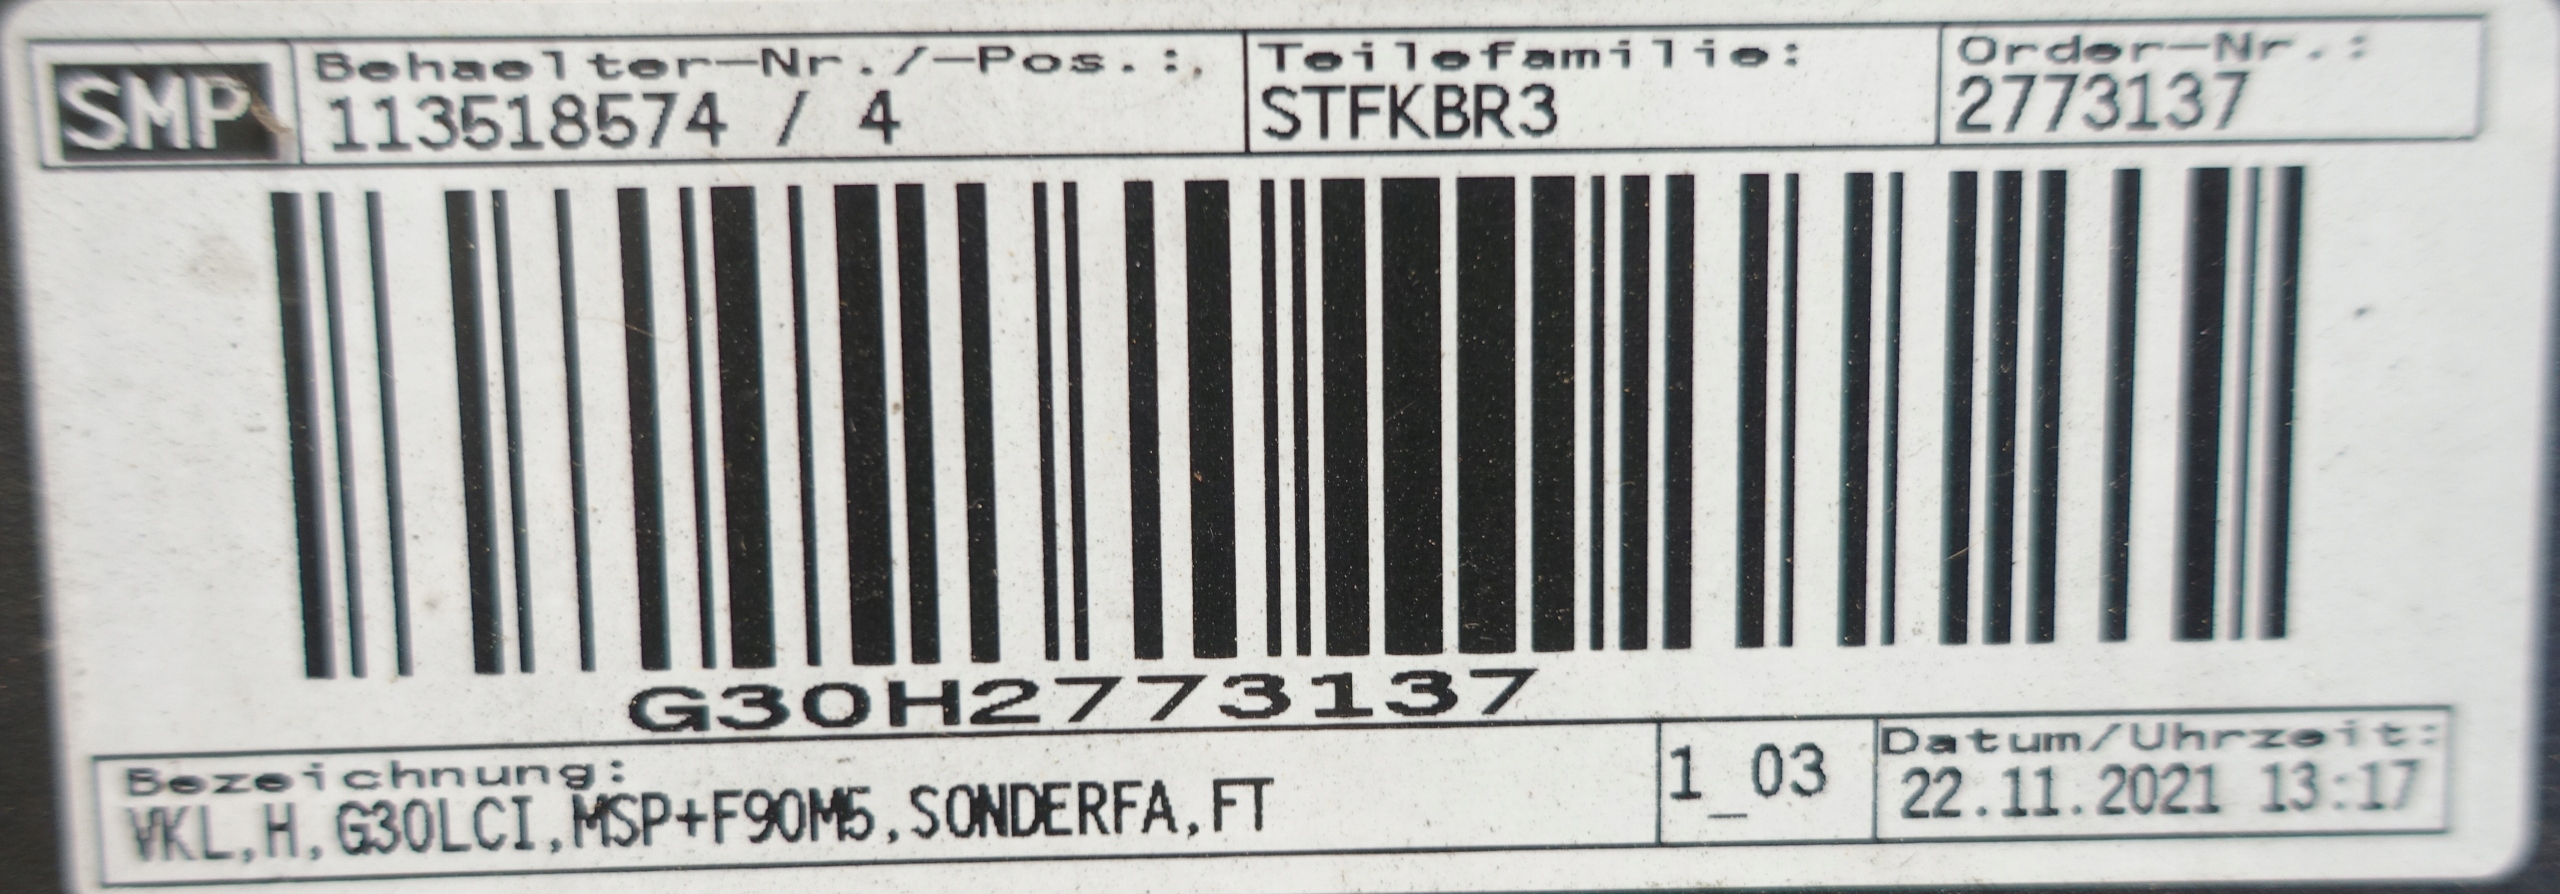 SMP
Behaelter-Nr./-Pos.:
113518574 / 4
Teilefamilie:
STFKBR3
Order-Nr.:
2773137
G30H2773137
Bezeichnung:
VKL,H,G30LCI,MSP+F90M5,SONDERFA,FT
1_03
Datum/Uhrzeit:
22.11.2021 13:17